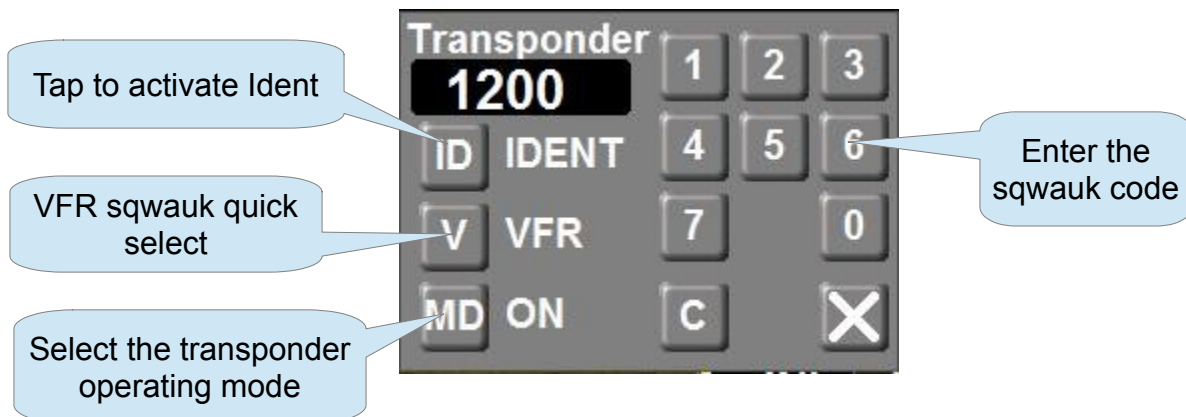 Transponder
1200
1 2 3
Tap to activate Ident
ID IDENT
4 5 6
Enter the
sqwauk code
VFR sqwauk quick
select
V VFR
7 0
Select the transponder
operating mode
MD ON
C X